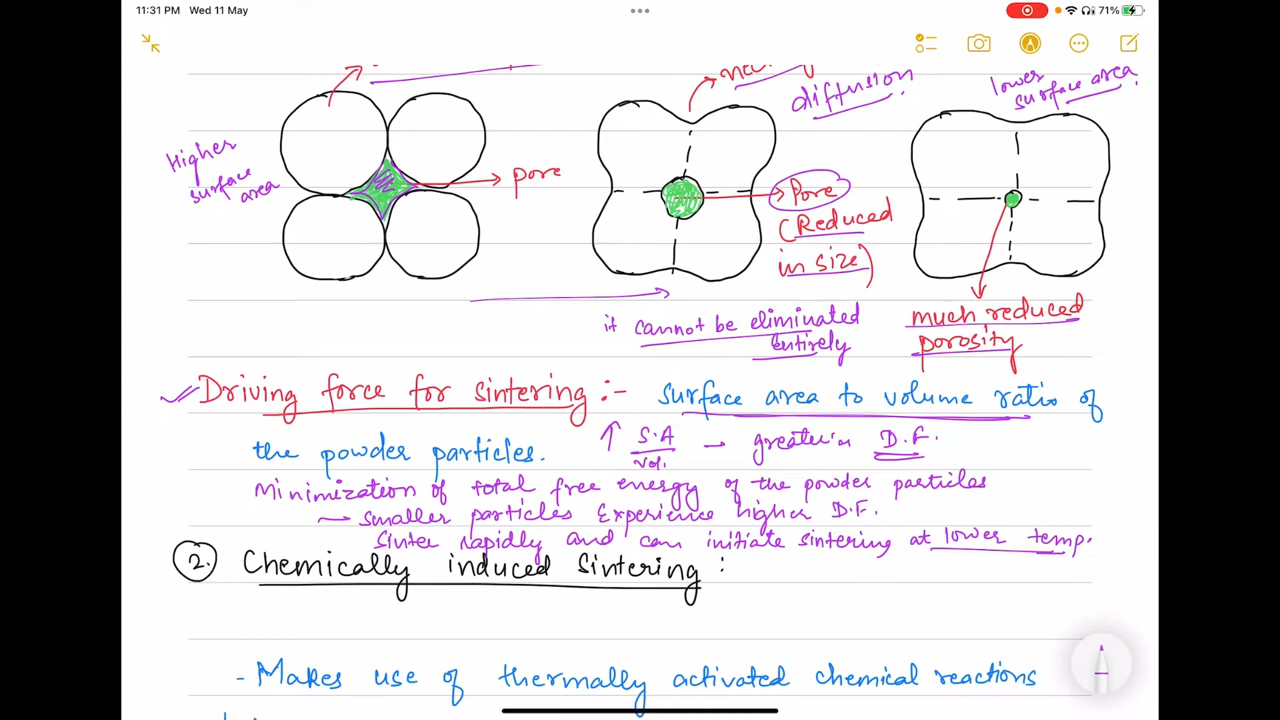 11:31 PM Wed 11 May
71%
diffusion
lower
surface area
Higher
surface
area
pore
Pore
(Reduced
in size)
it cannot be eliminated
entirely
much reduced
porosity
Driving force for sintering :- surface area to volume ratio of
the powder particles. ↑ S.A/vol. - greater is D.F.
Minimization of total free energy of the powder particles
→ smaller particles Experience higher D.F.
Sinter rapidly and can initiate sintering at lower temp.
2. Chemically induced Sintering :
- Makes use of thermally activated chemical reactions